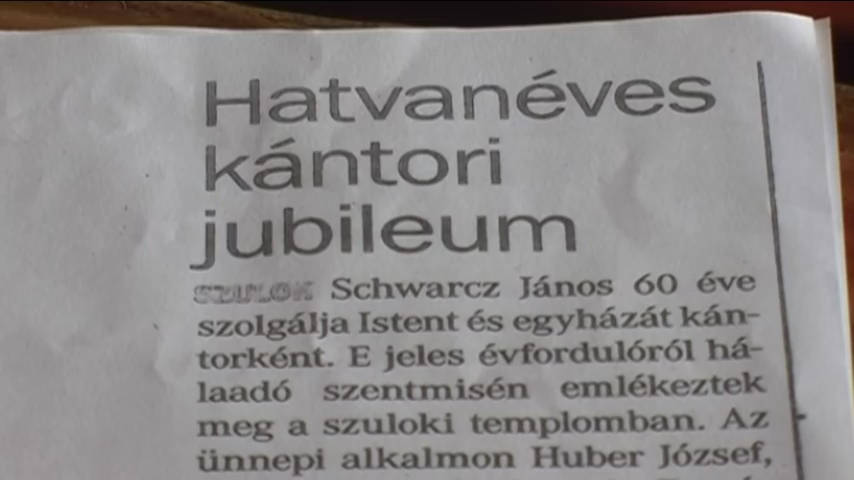 Hatvanéves
kántori
jubileum
SZULOK Schwarcz János 60 éve
szolgálja Istent és egyházát kán-
torként. E jeles évfordulóról há-
laadó szentmisén emlékeztek
meg a szuloki templomban. Az
ünnepi alkalmon Huber József,